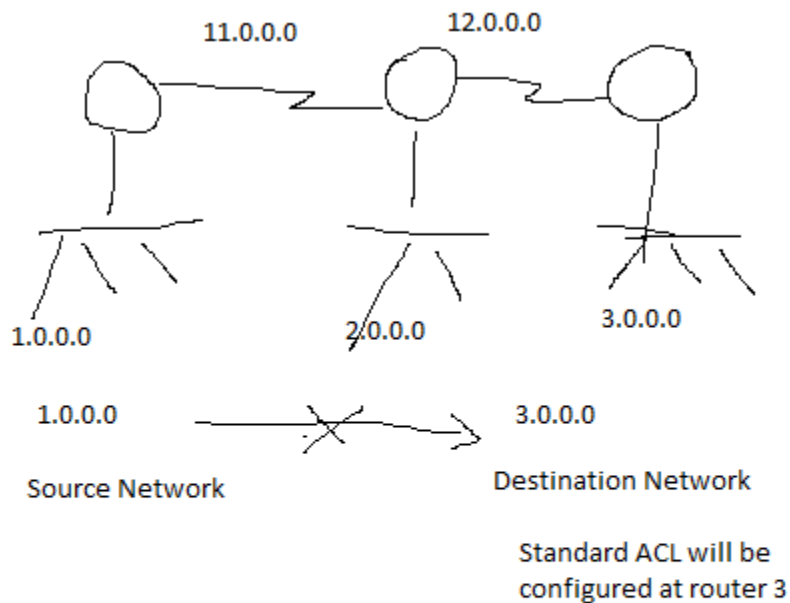 11.0.0.0
12.0.0.0
1.0.0.0
2.0.0.0
3.0.0.0
1.0.0.0
3.0.0.0
Source Network
Destination Network
Standard ACL will be
configured at router 3